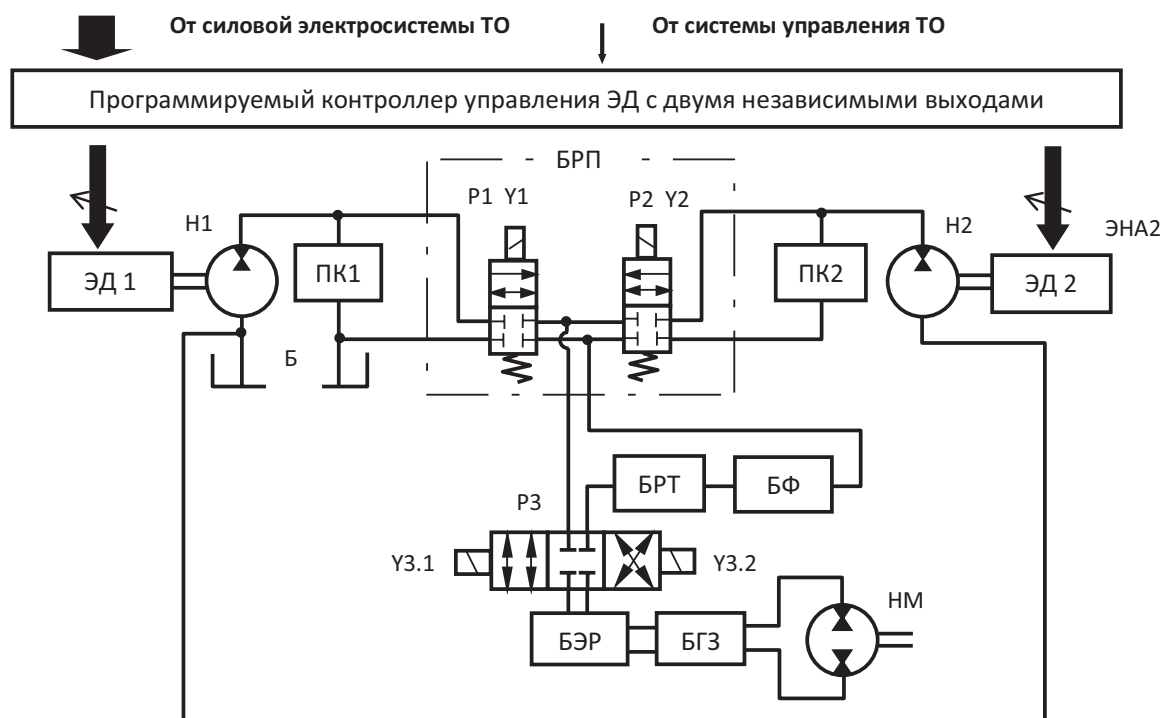 От силовой электросистемы ТО
От системы управления ТО
Программируемый контроллер управления ЭД с двумя независимыми выходами
БРП
Р1 Y1
Р2 Y2
Н1
Н2
ЭНА2
ЭД 1
ПК1
ПК2
ЭД 2
Б
БРТ
БФ
Р3
Y3.1
Y3.2
НМ
БЭР
БГЗ